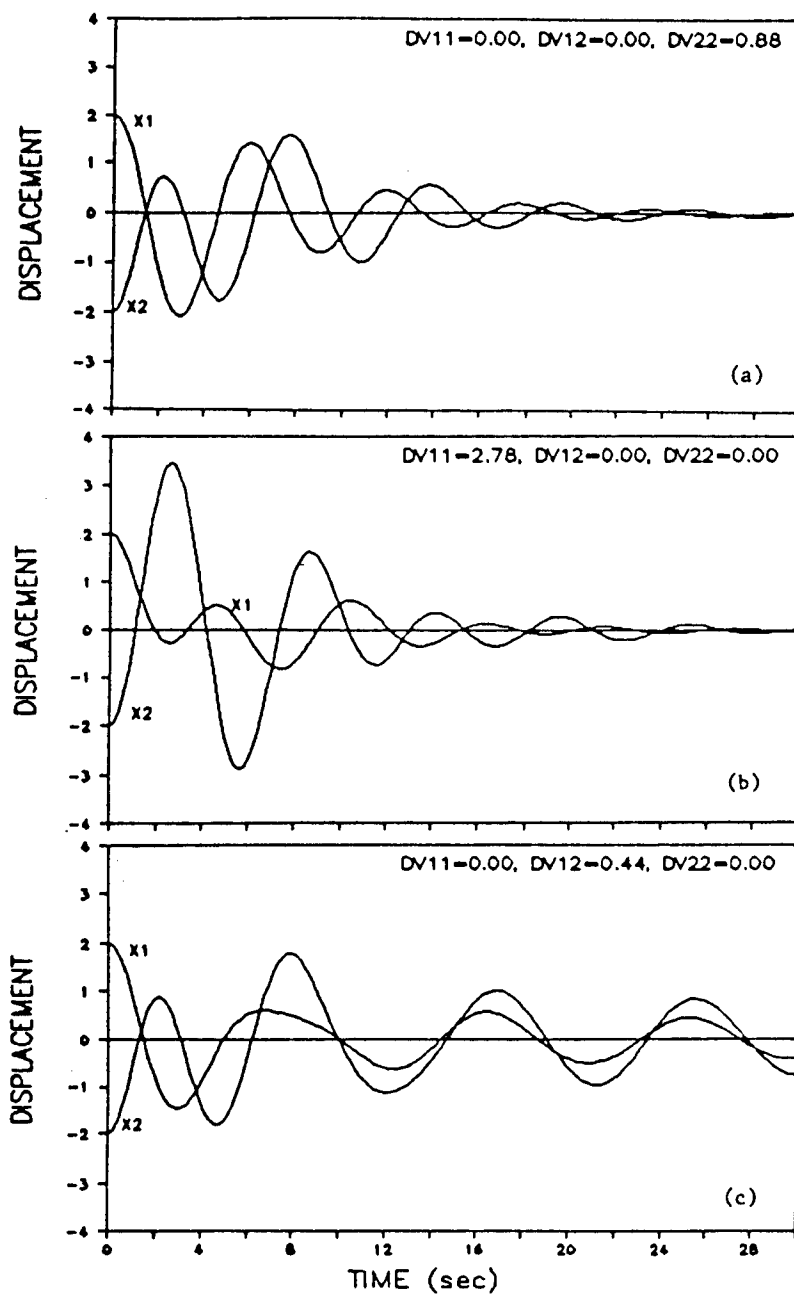 4
DV11=0.00, DV12=0.00, DV22=0.88
3
2
X1
1
DISPLACEMENT
0
-1
-2
X2
-3
(a)
-4
4
DV11=2.78, DV12=0.00, DV22=0.00
3
2
1
X1
DISPLACEMENT
0
-1
-2
X2
-3
(b)
-4
4
DV11=0.00, DV12=0.44, DV22=0.00
3
2
X1
1
DISPLACEMENT
0
-1
-2
X2
-3
(c)
-4
0 4 8 12 16 20 24 28
TIME (sec)